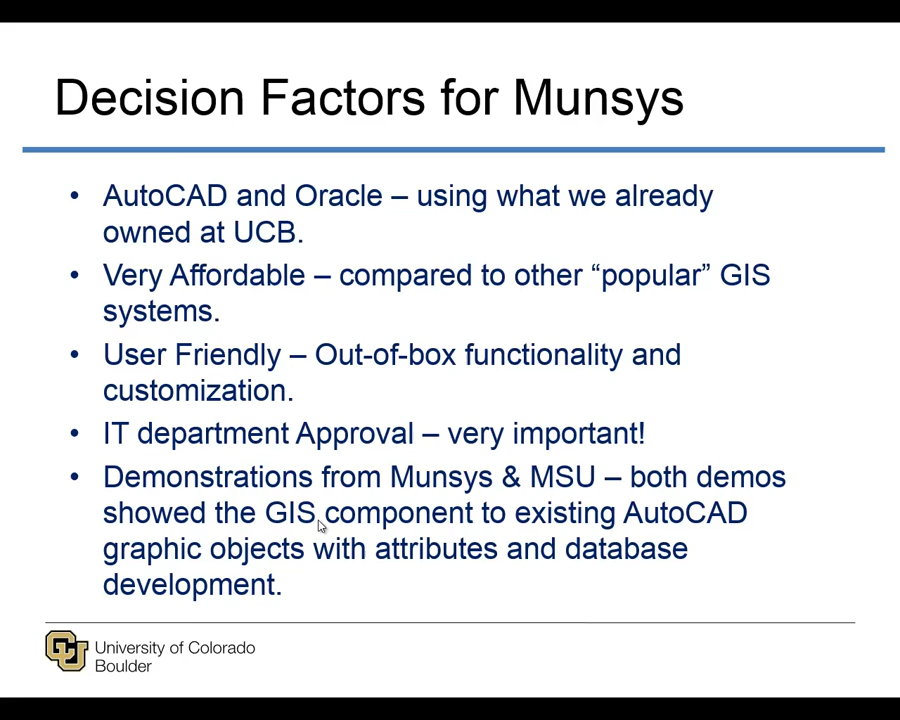 Decision Factors for Munsys
• AutoCAD and Oracle – using what we already
owned at UCB.
• Very Affordable – compared to other “popular” GIS
systems.
• User Friendly – Out-of-box functionality and
customization.
• IT department Approval – very important!
• Demonstrations from Munsys & MSU – both demos
showed the GIS component to existing AutoCAD
graphic objects with attributes and database
development.
CU
University of Colorado
Boulder